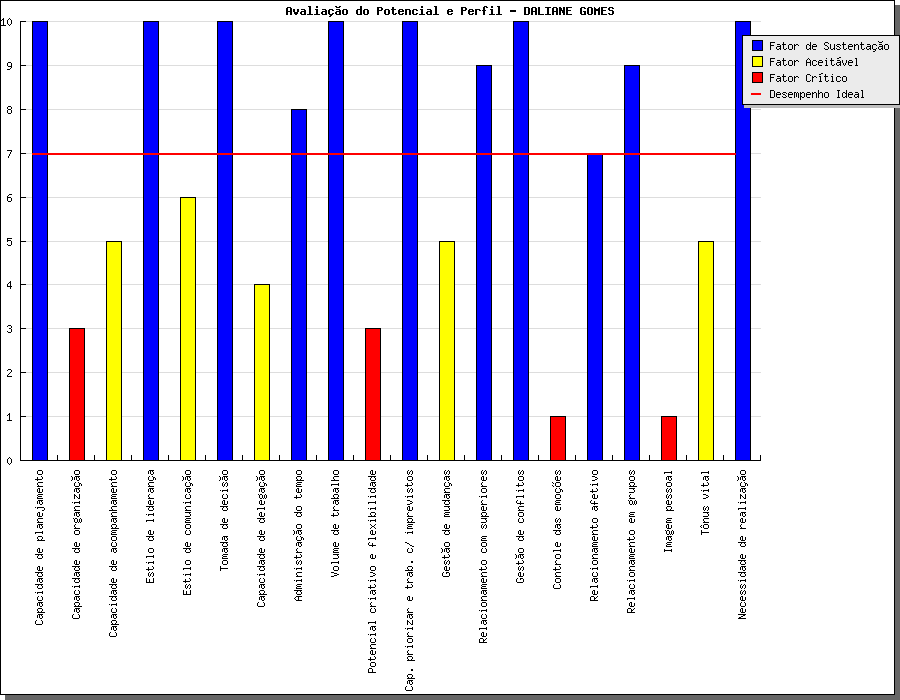 Avaliação do Potencial e Perfil - DALIANE GOMES
Fator de Sustentação
Fator Aceitável
Fator Crítico
Desempenho Ideal
10
9
8
7
6
5
4
3
2
1
0
Capacidade de planejamento
Capacidade de organização
Capacidade de acompanhamento
Estilo de liderança
Estilo de comunicação
Tomada de decisão
Capacidade de delegação
Administração do tempo
Volume de trabalho
Potencial criativo e flexibilidade
Cap. priorizar e trab. c/ imprevistos
Gestão de mudanças
Relacionamento com superiores
Gestão de conflitos
Controle das emoções
Relacionamento afetivo
Relacionamento em grupos
Imagem pessoal
Tônus vital
Necessidade de realização